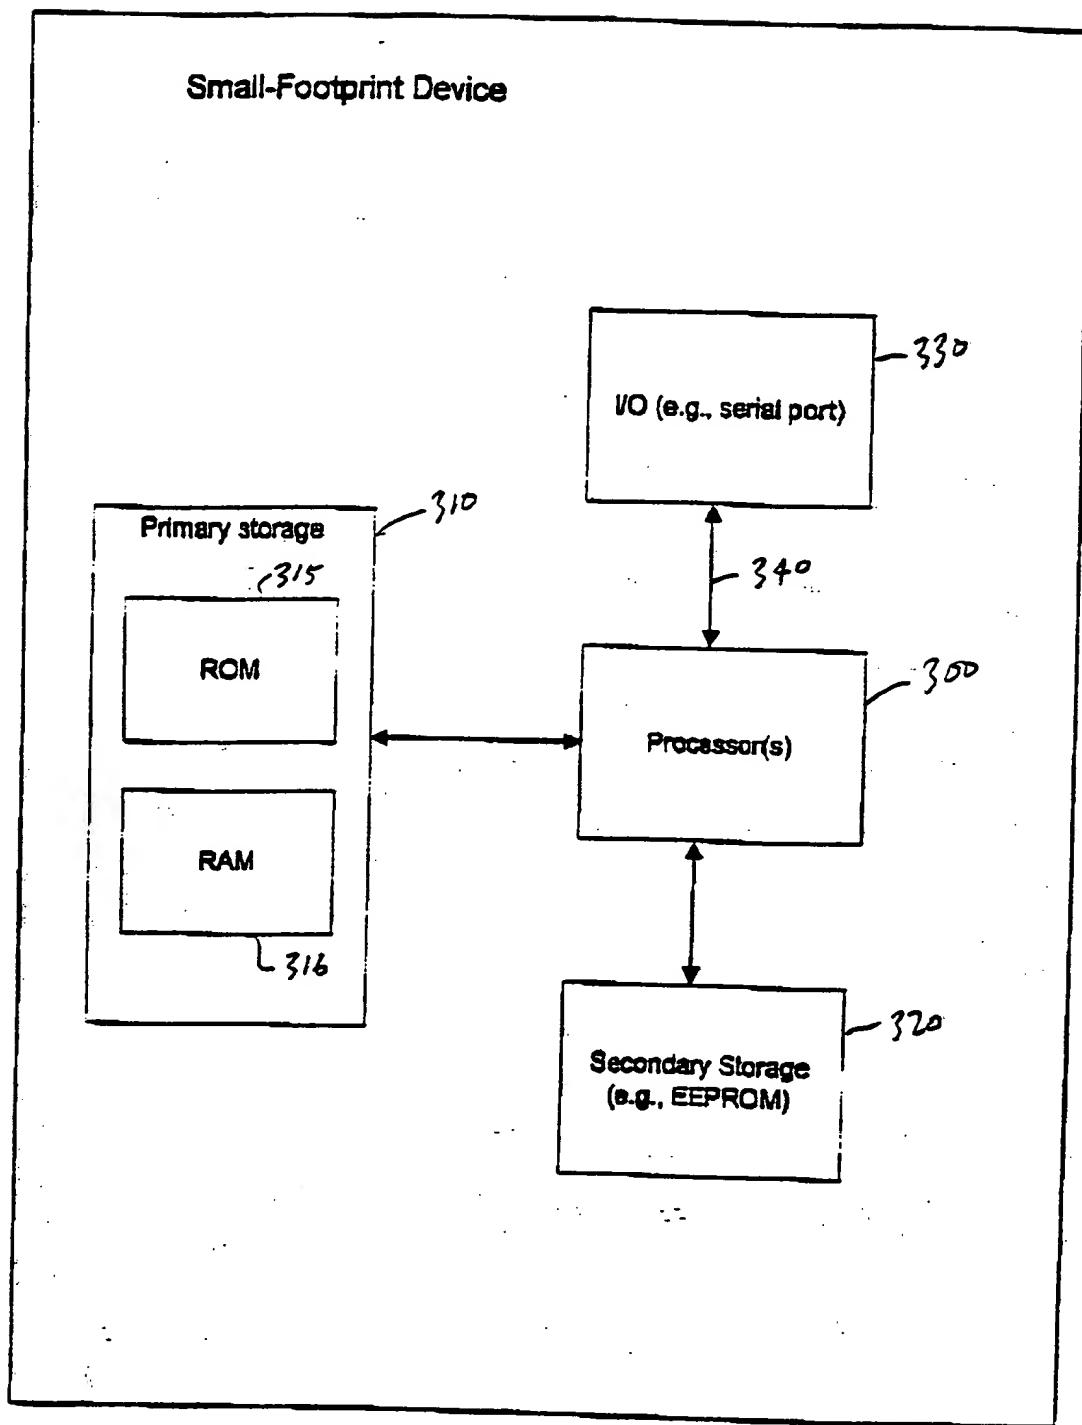 Small-Footprint Device
330
I/O (e.g., serial port)
310
Primary storage
340
315
ROM
300
Processor(s)
RAM
316
320
Secondary Storage
(e.g., EEPROM)